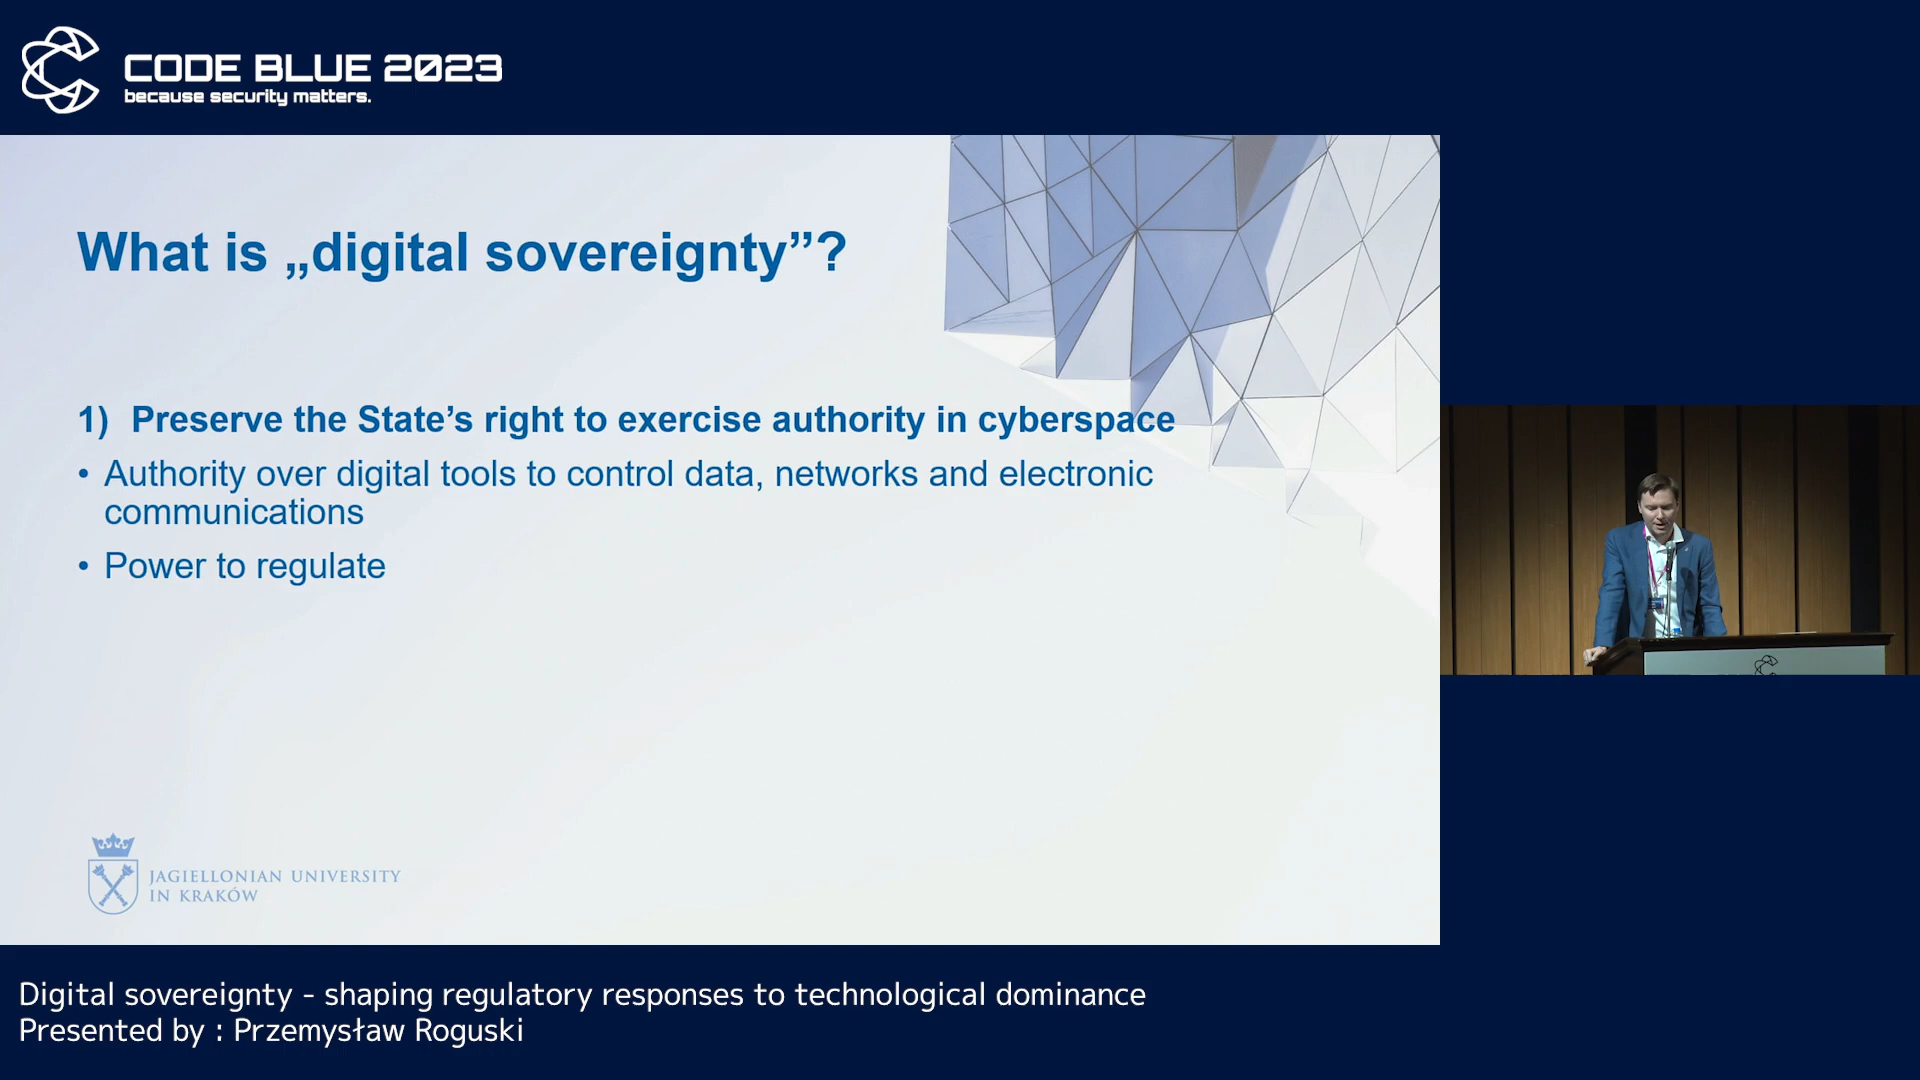 CODE BLUE 2023
because security matters.
What is „digital sovereignty”?
1) Preserve the State’s right to exercise authority in cyberspace
• Authority over digital tools to control data, networks and electronic
communications
• Power to regulate
JAGIELLONIAN UNIVERSITY
IN KRAKÓW
Digital sovereignty - shaping regulatory responses to technological dominance
Presented by : Przemysław Roguski